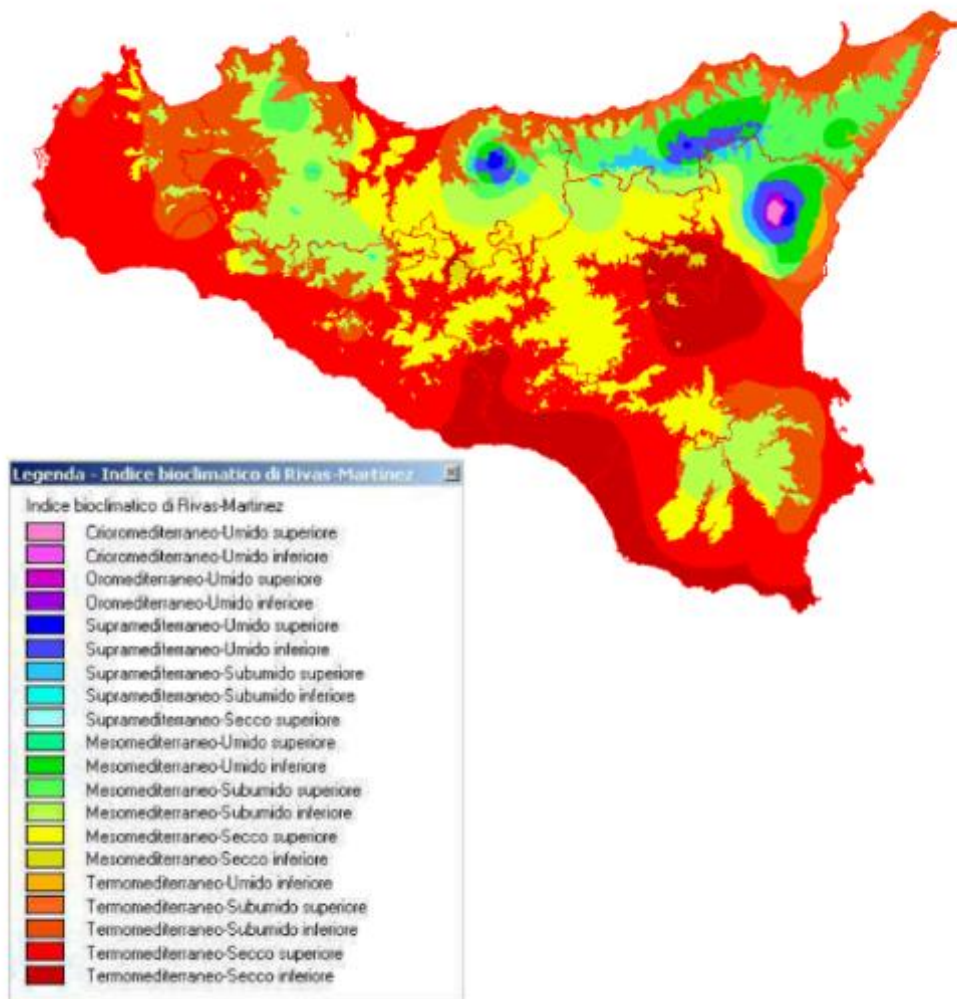 Legenda - Indice bioclimatico di Rivas-Martinez
Indice bioclimatico di Rivas-Martinez
Crioromediterraneo-Umido superiore
Crioromediterraneo-Umido inferiore
Oromediterraneo-Umido superiore
Oromediterraneo-Umido inferiore
Supramediterraneo-Umido superiore
Supramediterraneo-Umido inferiore
Supramediterraneo-Subumido superiore
Supramediterraneo-Subumido inferiore
Supramediterraneo-Secco superiore
Mesomediterraneo-Umido superiore
Mesomediterraneo-Umido inferiore
Mesomediterraneo-Subumido superiore
Mesomediterraneo-Subumido inferiore
Mesomediterraneo-Secco superiore
Mesomediterraneo-Secco inferiore
Termomediterraneo-Umido inferiore
Termomediterraneo-Subumido superiore
Termomediterraneo-Subumido inferiore
Termomediterraneo-Secco superiore
Termomediterraneo-Secco inferiore